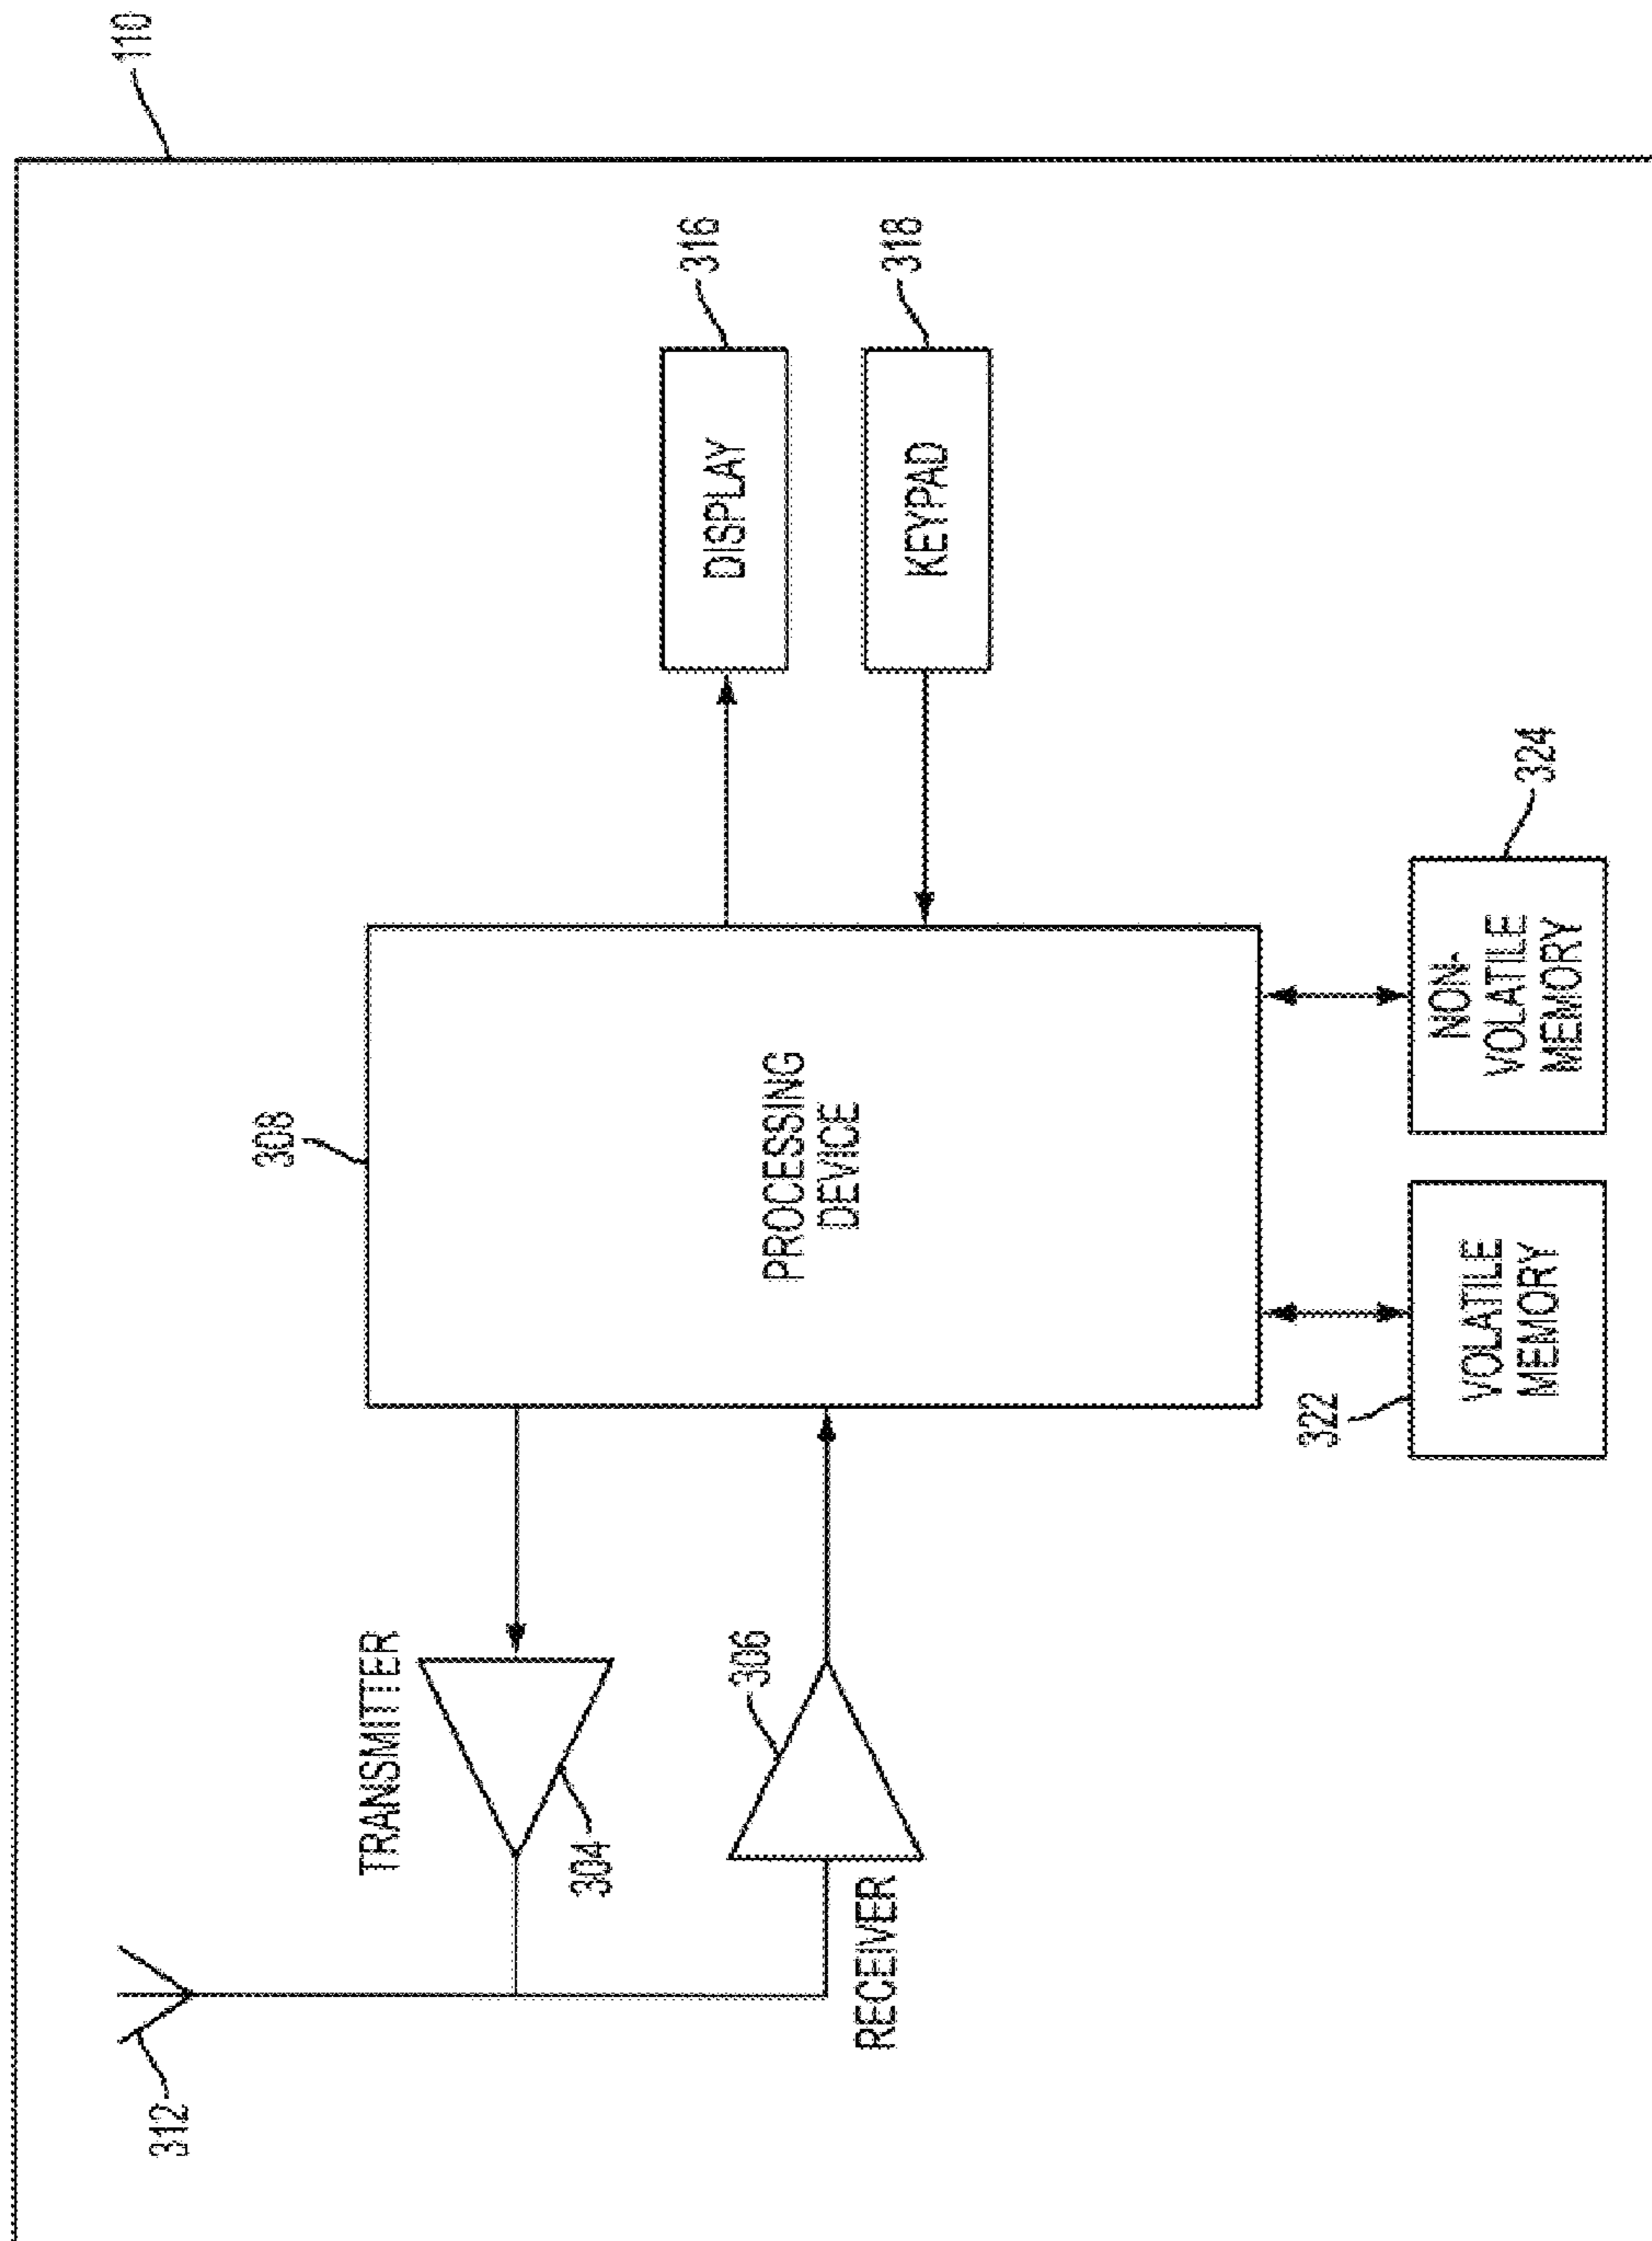 110
312
TRANSMITTER
304
306
RECEIVER
308
PROCESSING
DEVICE
316
DISPLAY
318
KEYPAD
322
VOLATILE
MEMORY
324
NON-
VOLATILE
MEMORY